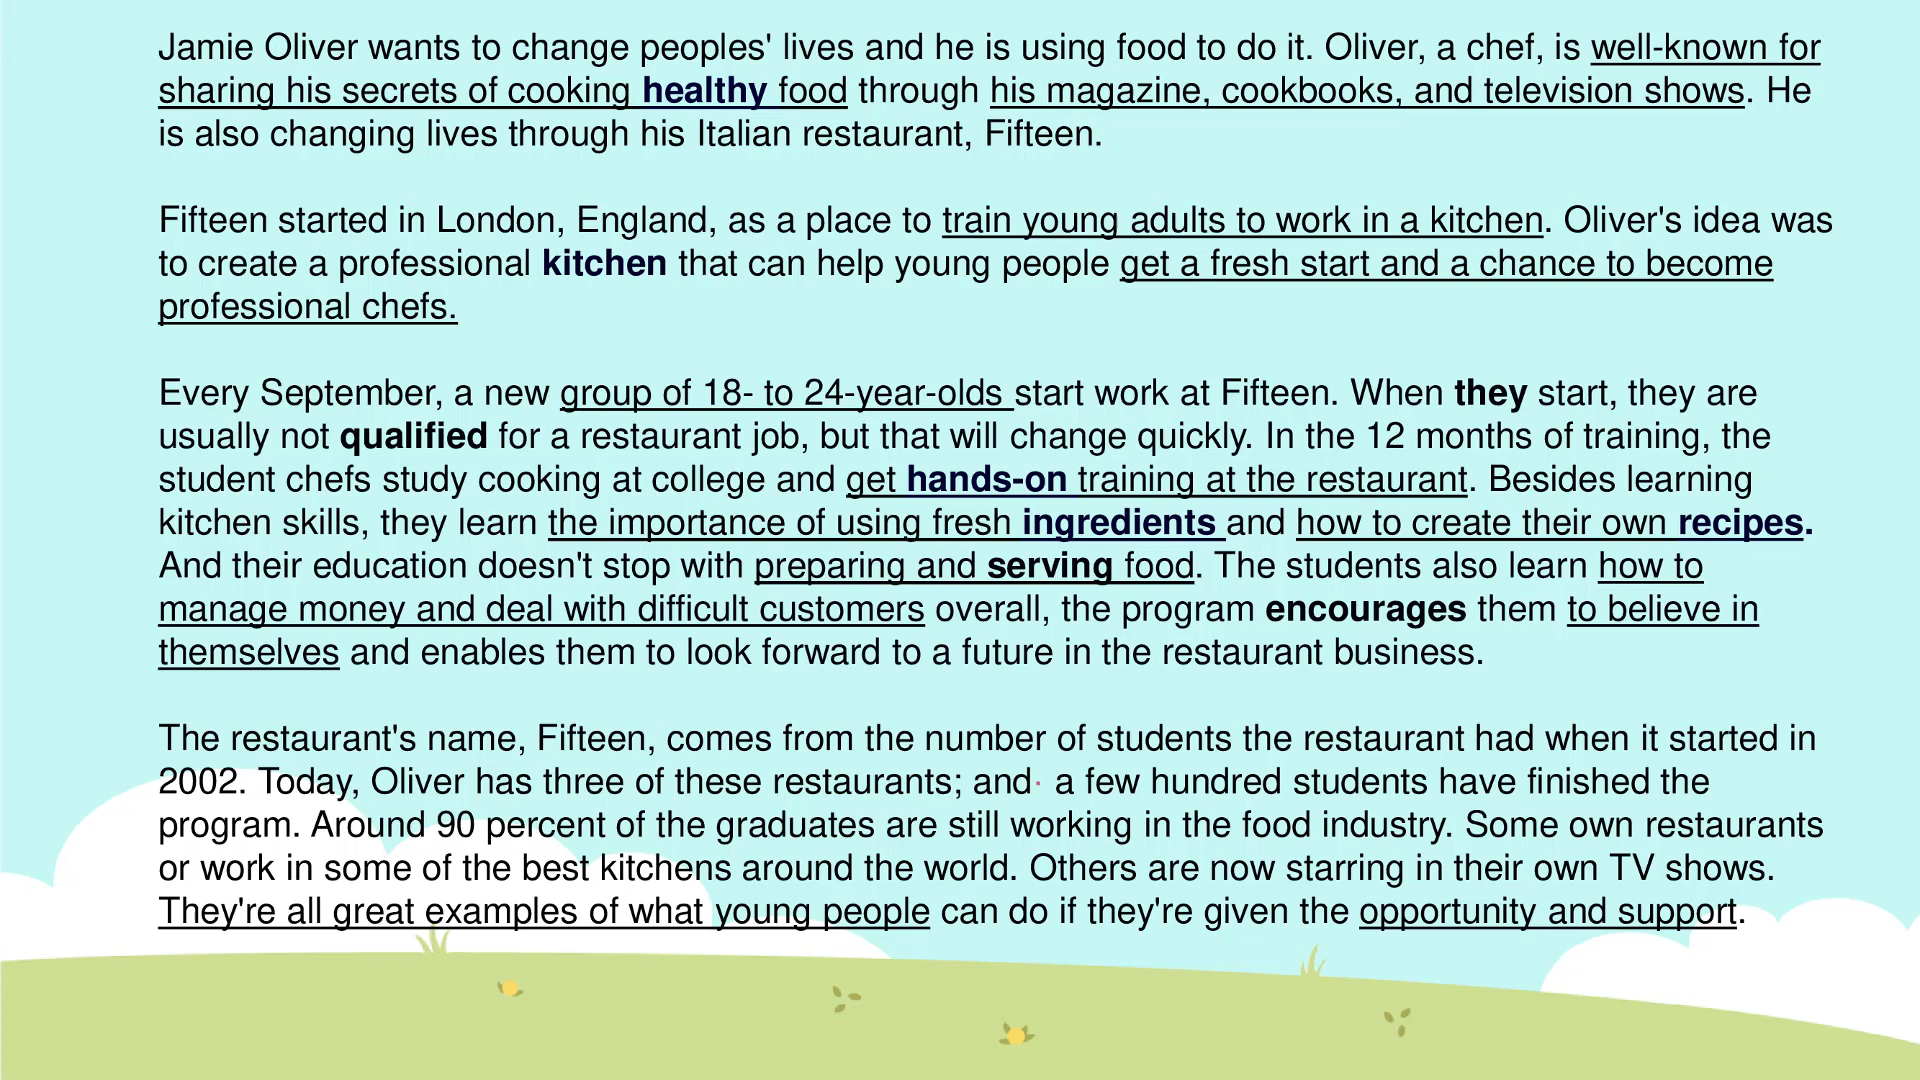 Jamie Oliver wants to change peoples' lives and he is using food to do it. Oliver, a chef, is well-known for
sharing his secrets of cooking healthy food through his magazine, cookbooks, and television shows. He
is also changing lives through his Italian restaurant, Fifteen.
Fifteen started in London, England, as a place to train young adults to work in a kitchen. Oliver's idea was
to create a professional kitchen that can help young people get a fresh start and a chance to become
professional chefs.
Every September, a new group of 18- to 24-year-olds start work at Fifteen. When they start, they are
usually not qualified for a restaurant job, but that will change quickly. In the 12 months of training, the
student chefs study cooking at college and get hands-on training at the restaurant. Besides learning
kitchen skills, they learn the importance of using fresh ingredients and how to create their own recipes.
And their education doesn't stop with preparing and serving food. The students also learn how to
manage money and deal with difficult customers overall, the program encourages them to believe in
themselves and enables them to look forward to a future in the restaurant business.
The restaurant's name, Fifteen, comes from the number of students the restaurant had when it started in
2002. Today, Oliver has three of these restaurants; and· a few hundred students have finished the
program. Around 90 percent of the graduates are still working in the food industry. Some own restaurants
or work in some of the best kitchens around the world. Others are now starring in their own TV shows.
They're all great examples of what young people can do if they're given the opportunity and support.